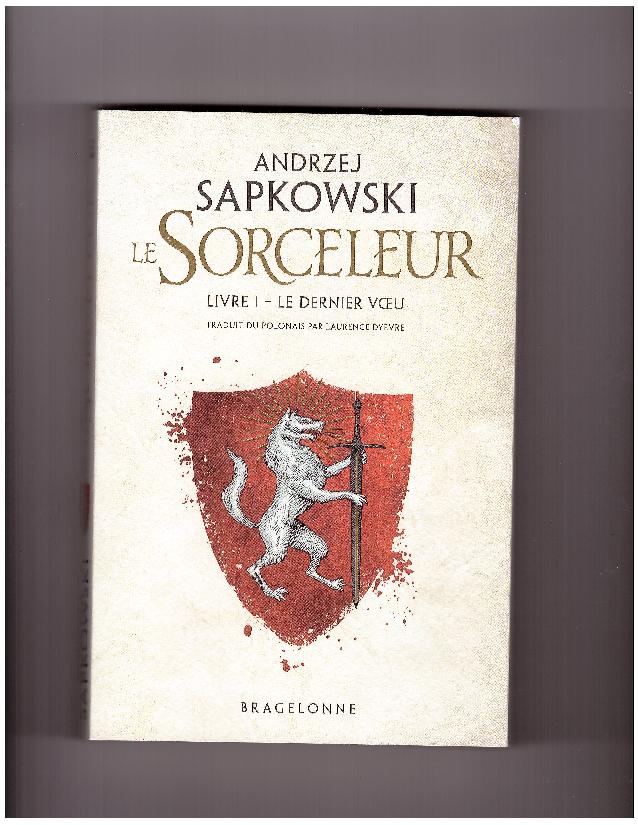 ANDRZEJ
SAPKOWSKI
LE SORCELEUR
LIVRE I – LE DERNIER VŒU
TRADUIT DU POLONAIS PAR LAURENCE DYÈVRE
BRAGELONNE